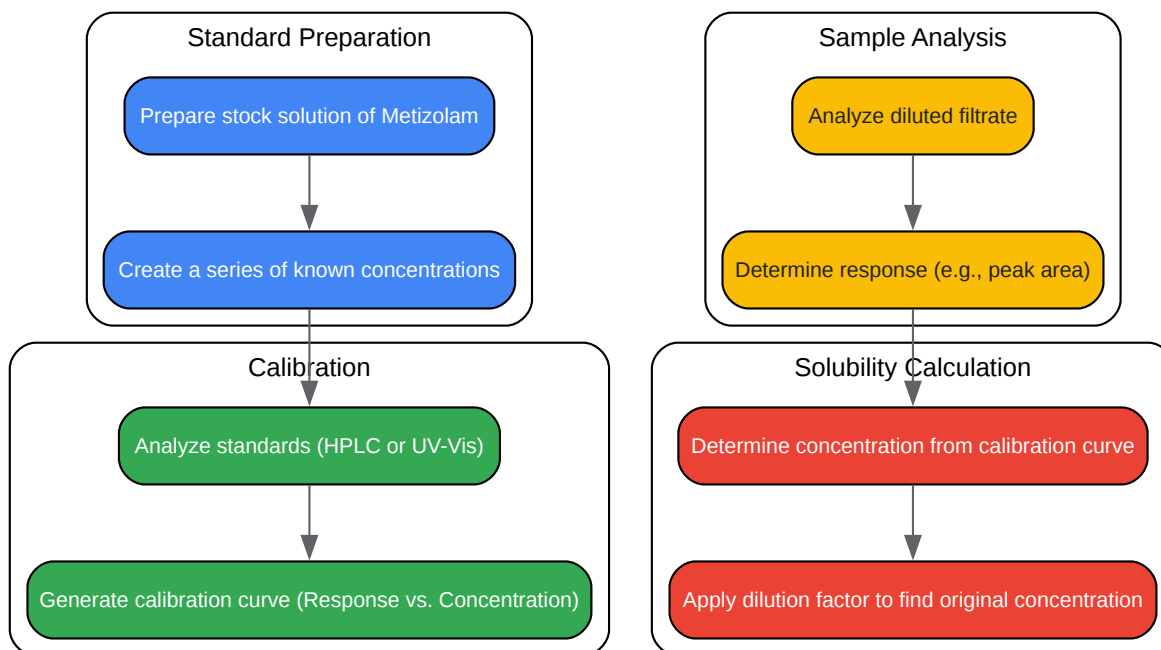 Standard Preparation
Prepare stock solution of Metizolam
Create a series of known concentrations
Calibration
Analyze standards (HPLC or UV-Vis)
Generate calibration curve (Response vs. Concentration)
Sample Analysis
Analyze diluted filtrate
Determine response (e.g., peak area)
Solubility Calculation
Determine concentration from calibration curve
Apply dilution factor to find original concentration